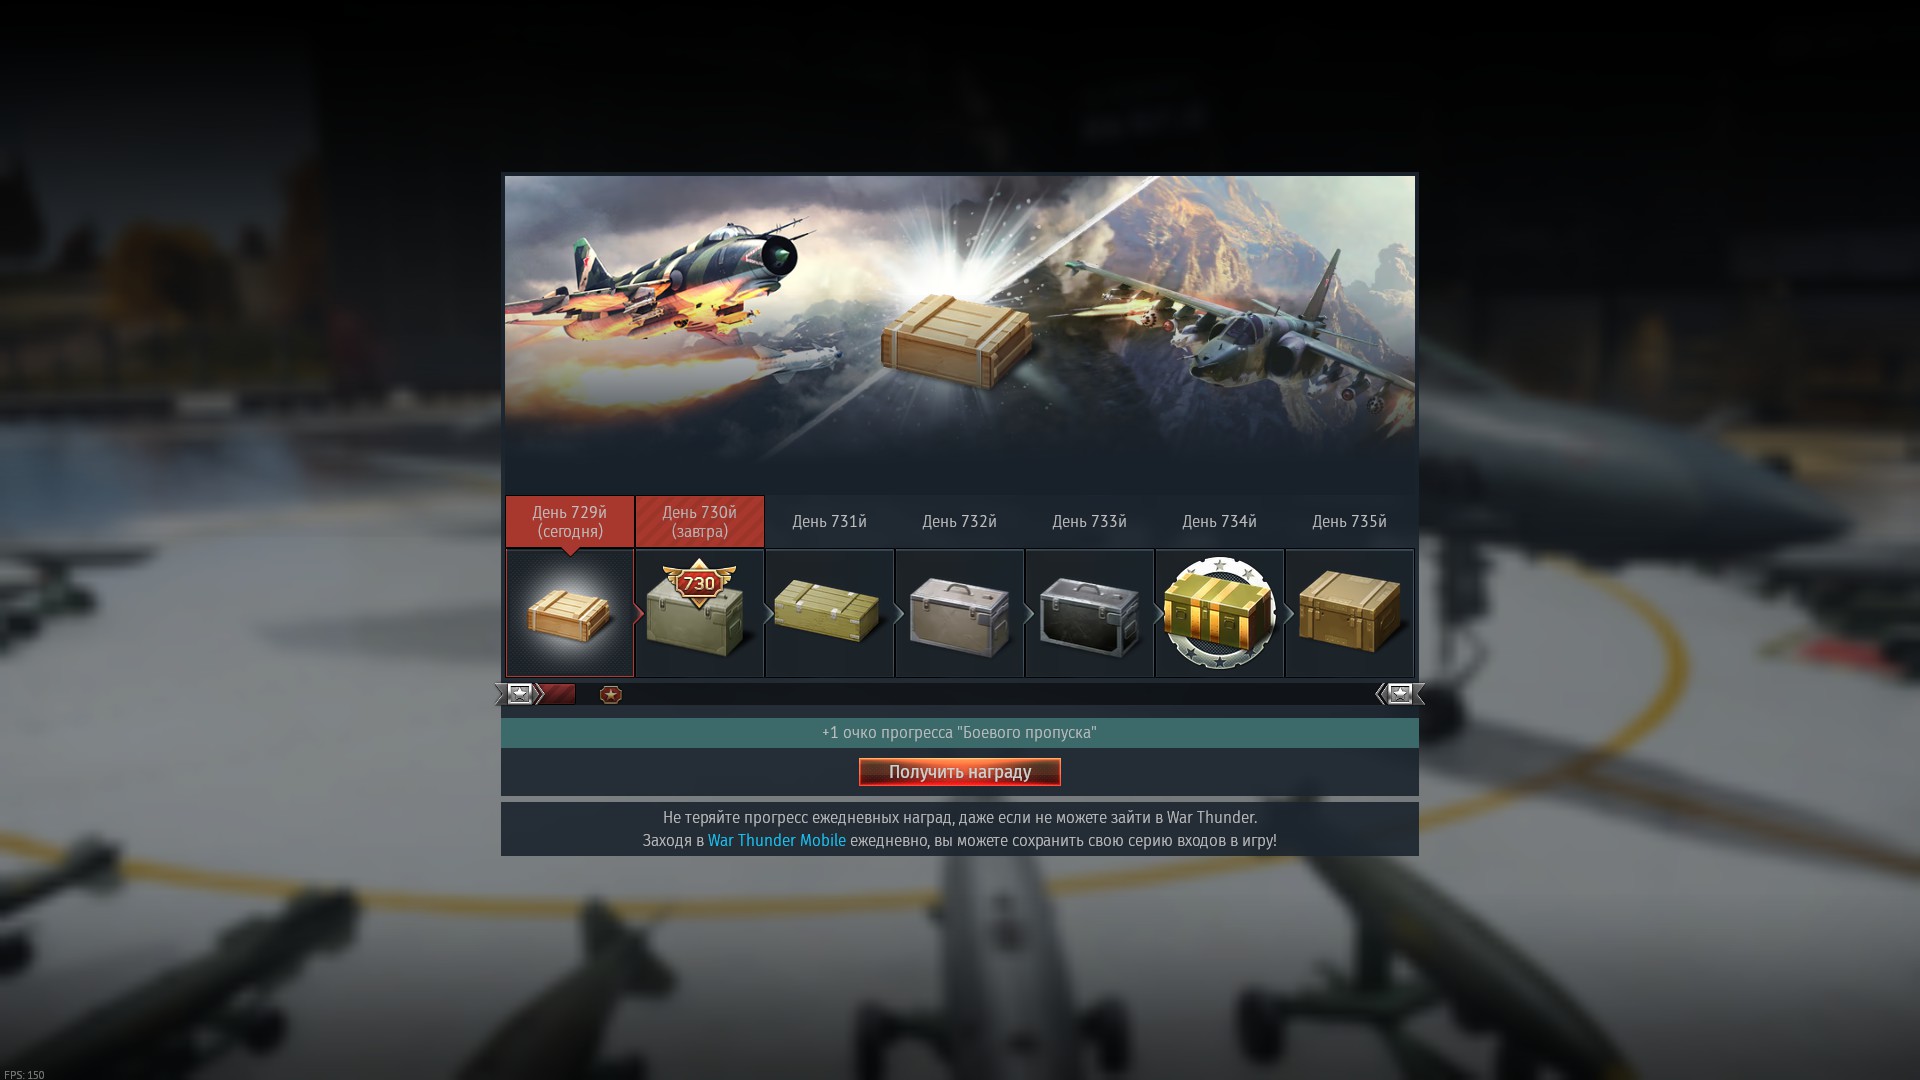 День 729й
(сегодня)
День 730й
(завтра)
День 731й
День 732й
День 733й
День 734й
День 735й
730
+1 очко прогресса "Боевого пропуска"
Получить награду
Не теряйте прогресс ежедневных наград, даже если не можете зайти в War Thunder.
Заходя в War Thunder Mobile ежедневно, вы можете сохранить свою серию входов в игру!
FPS: 150